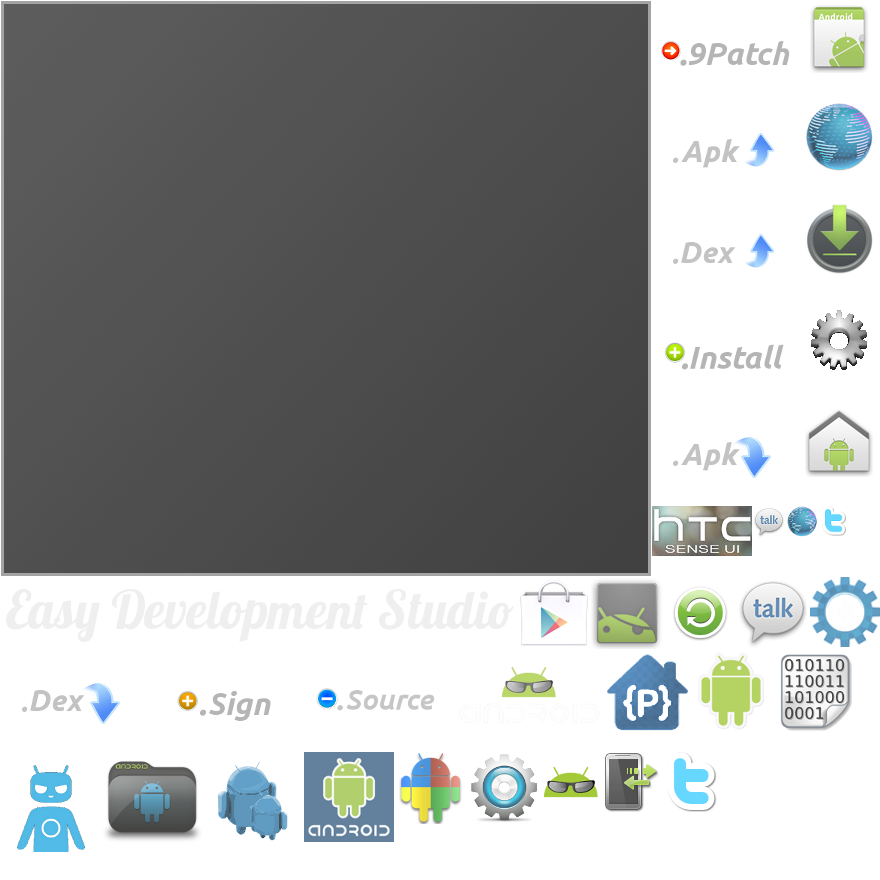 Android
.9Patch
.Apk
.Dex
.Install
.Apk
hTC
SENSE UI
talk
Easy Development Studio
talk
.Dex
.Sign
.Source
ANDROID
{P}
010110
110011
101000
0001
ANDROID
ANDROID